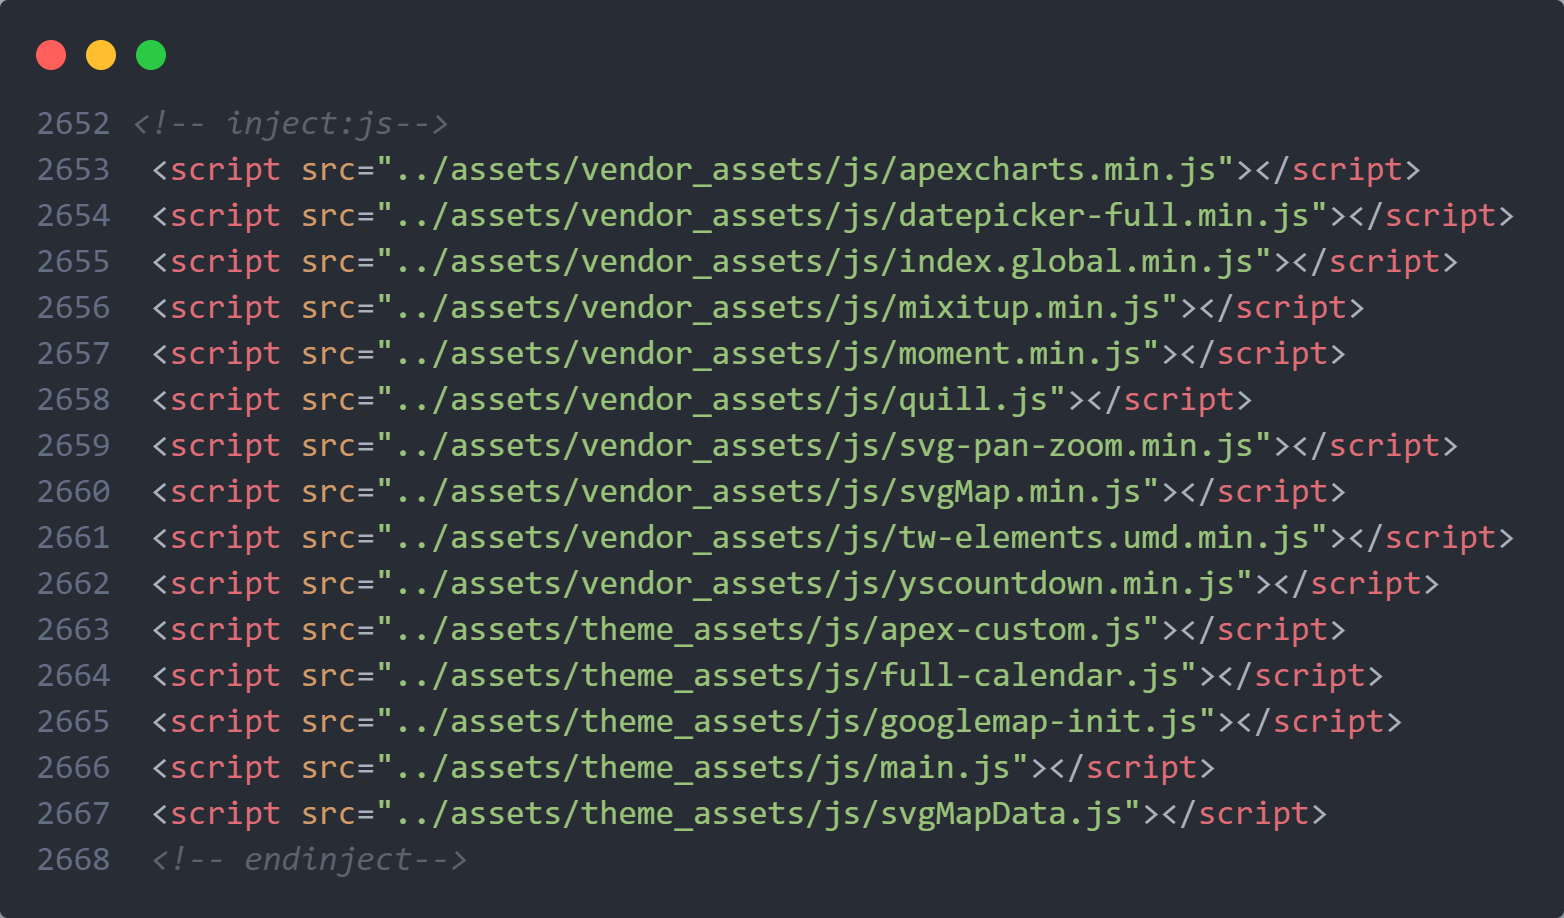 2652 <!-- inject:js-->
2653  <script src="../assets/vendor_assets/js/apexcharts.min.js"></script>
2654  <script src="../assets/vendor_assets/js/datepicker-full.min.js"></script>
2655  <script src="../assets/vendor_assets/js/index.global.min.js"></script>
2656  <script src="../assets/vendor_assets/js/mixitup.min.js"></script>
2657  <script src="../assets/vendor_assets/js/moment.min.js"></script>
2658  <script src="../assets/vendor_assets/js/quill.js"></script>
2659  <script src="../assets/vendor_assets/js/svg-pan-zoom.min.js"></script>
2660  <script src="../assets/vendor_assets/js/svgMap.min.js"></script>
2661  <script src="../assets/vendor_assets/js/tw-elements.umd.min.js"></script>
2662  <script src="../assets/vendor_assets/js/yscountdown.min.js"></script>
2663  <script src="../assets/theme_assets/js/apex-custom.js"></script>
2664  <script src="../assets/theme_assets/js/full-calendar.js"></script>
2665  <script src="../assets/theme_assets/js/googlemap-init.js"></script>
2666  <script src="../assets/theme_assets/js/main.js"></script>
2667  <script src="../assets/theme_assets/js/svgMapData.js"></script>
2668  <!-- endinject-->